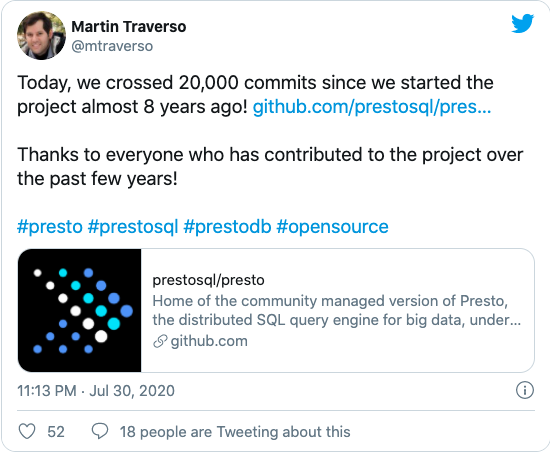 Martin Traverso
@mtraverso
Today, we crossed 20,000 commits since we started the
project almost 8 years ago! github.com/prestosql/pres...
Thanks to everyone who has contributed to the project over
the past few years!
#presto #prestosql #prestodb #opensource
prestosql/presto
Home of the community managed version of Presto,
the distributed SQL query engine for big data, under...
github.com
11:13 PM · Jul 30, 2020
52 18 people are Tweeting about this